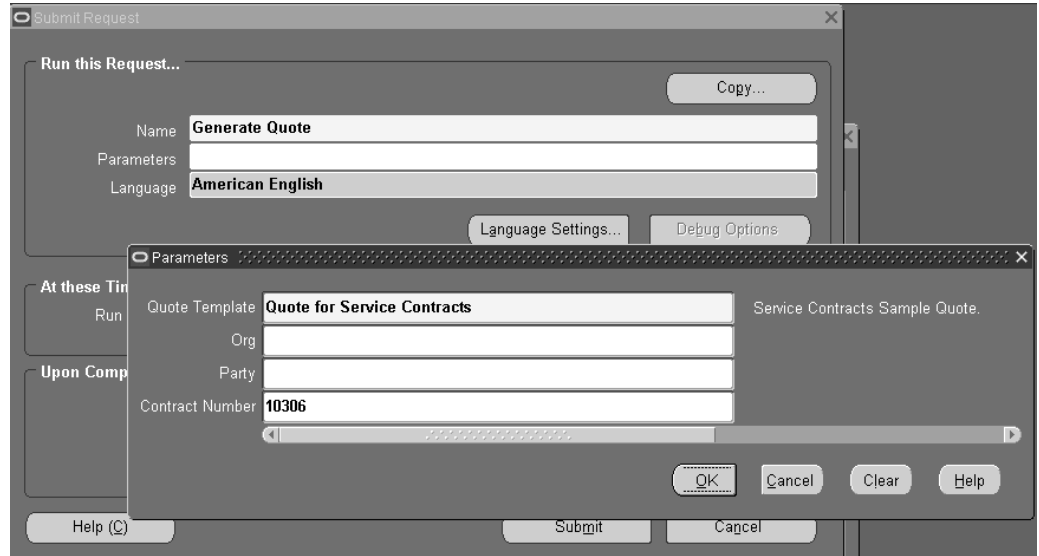 Submit Request
Run this Request...
Copy...
Name Generate Quote
Parameters
Language American English
Language Settings... Debug Options
Parameters
At these Tim
Run
Quote Template Quote for Service Contracts Service Contracts Sample Quote.
Org
Upon Comp
Party
Contract Number 10306
OK Cancel Clear Help
Help (C) Submit Cancel